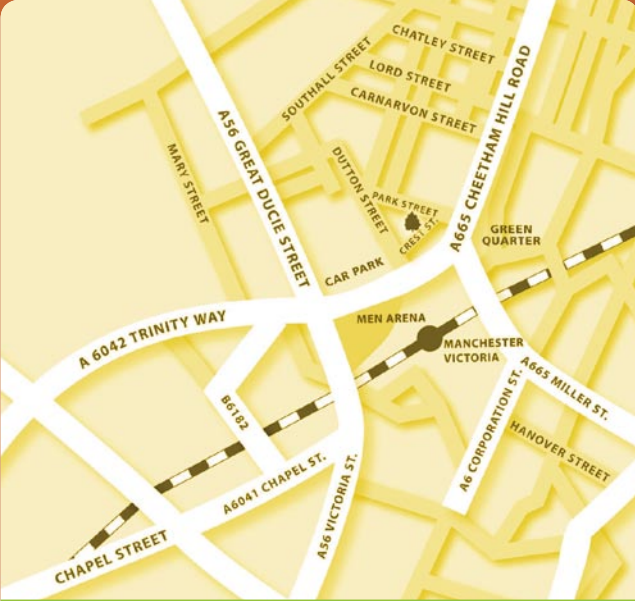 CHATLEY STREET
SOUTHALL STREET
LORD STREET
CARNARVON STREET
A665 CHEETHAM HILL ROAD
A56 GREAT DUCIE STREET
MARY STREET
DUTTON STREET
PARK STREET
CREST ST.
GREEN
QUARTER
CAR PARK
A 6042 TRINITY WAY
MEN ARENA
MANCHESTER
VICTORIA
A665 MILLER ST.
B6182
A6 CORPORATION ST.
HANOVER STREET
A6041 CHAPEL ST.
A56 VICTORIA ST.
CHAPEL STREET